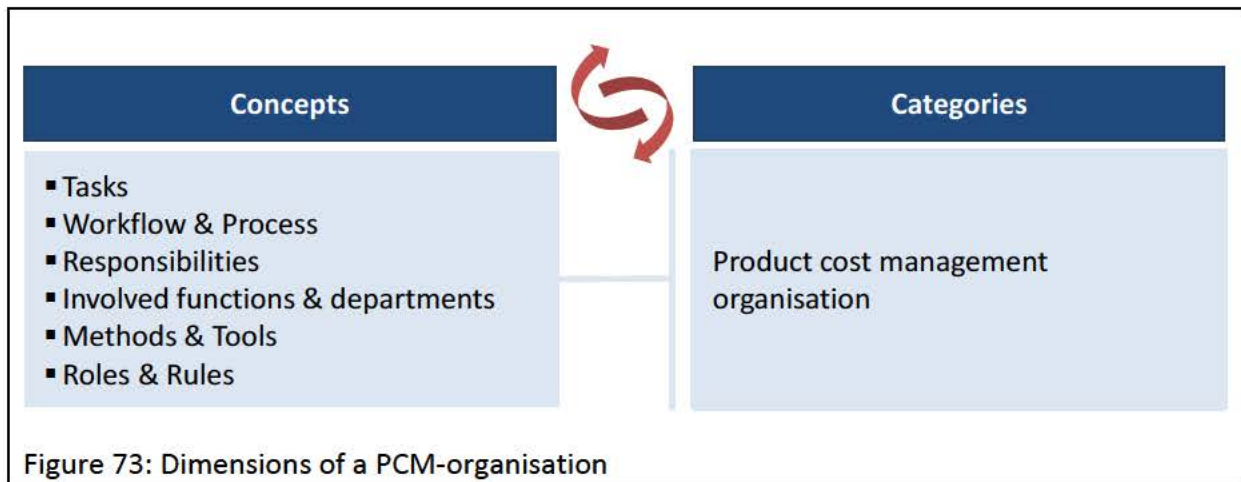 Concepts
Categories
▪ Tasks
▪ Workflow & Process
▪ Responsibilities
▪ Involved functions & departments
▪ Methods & Tools
▪ Roles & Rules
Product cost management
organisation
Figure 73: Dimensions of a PCM-organisation